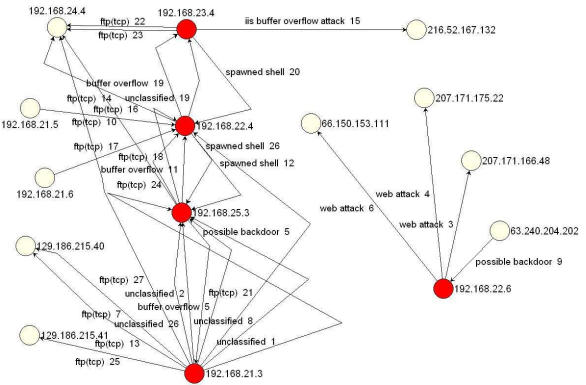 192.168.24.4
ftp(tcp) 22
192.168.23.4
iis buffer overflow attack 15
ftp(tcp) 23
216.52.167.132
spawned shell 20
buffer overflow 19
unclassified 19
ftp(tcp) 14
207.171.175.22
ftp(tcp) 16
192.168.21.5
ftp(tcp) 10
192.168.22.4
66.150.153.111
ftp(tcp) 17
spawned shell 26
ftp(tcp) 18
spawned shell 12
207.171.166.48
buffer overflow 11
192.168.21.6
ftp(tcp) 24
web attack 4
web attack 6
192.168.25.3
web attack 3
possible backdoor 5
63.240.204.202
129.186.215.40
possible backdoor 9
ftp(tcp) 27
192.168.22.6
unclassified 2
ftp(tcp) 21
buffer overflow 5
ftp(tcp) 7
unclassified 26
unclassified 8
129.186.215.41
ftp(tcp) 13
unclassified 1
ftp(tcp) 25
192.168.21.3